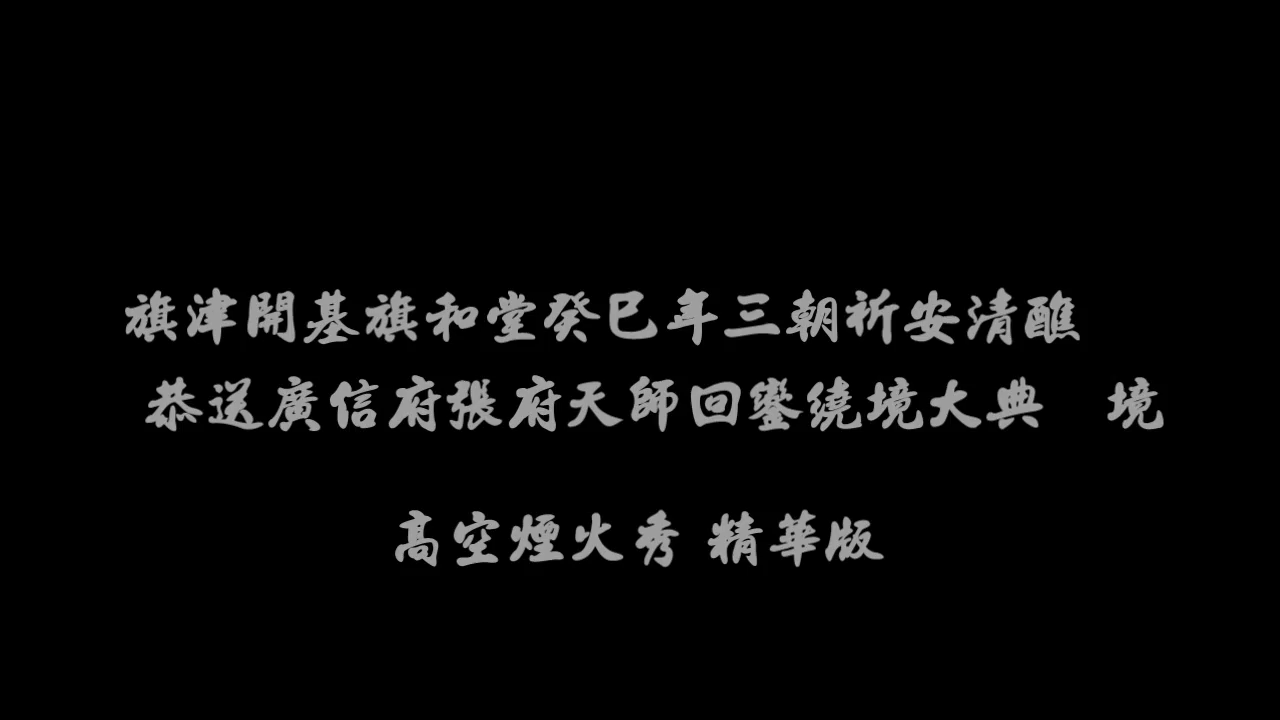 旗津開基旗和堂癸巳年三朝祈安清醮
恭送廣信府張府天師回鑾繞境大典　境
高空煙火秀 精華版